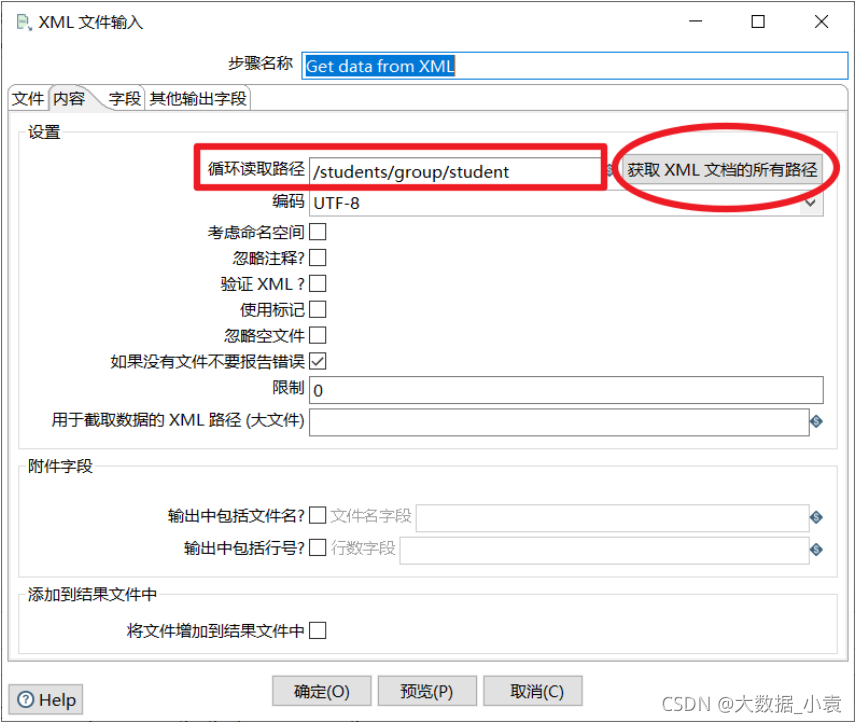 XML 文件输入
步骤名称 Get data from XML
文件 内容 字段 其他输出字段
设置
循环读取路径 /students/group/student 获取 XML 文档的所有路径
编码 UTF-8
考虑命名空间
忽略注释?
验证 XML ?
使用标记
忽略空文件
如果没有文件不要报告错误
限制 0
用于截取数据的 XML 路径 (大文件)
附件字段
输出中包括文件名? 文件名字段
输出中包括行号? 行数字段
添加到结果文件中
将文件增加到结果文件中
Help 确定(O) 预览(P) 取消(C)
CSDN @大数据_小袁